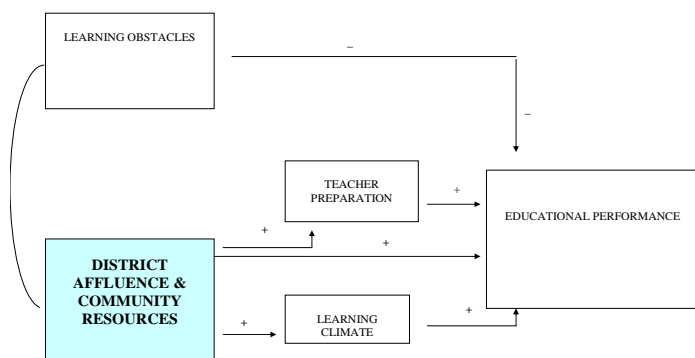 LEARNING OBSTACLES
–
–
TEACHER
PREPARATION
+
EDUCATIONAL PERFORMANCE
+
+
DISTRICT
AFFLUENCE &
COMMUNITY
RESOURCES
+
LEARNING
CLIMATE
+